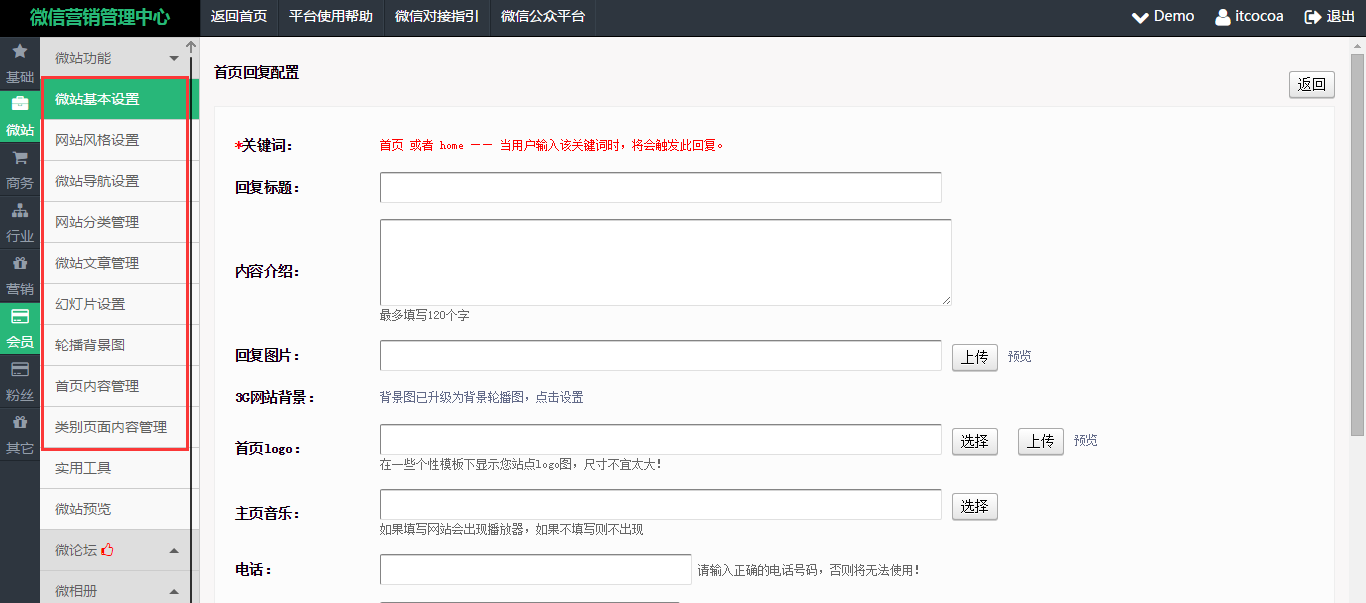 微信营销管理中心 返回首页 平台使用帮助 微信对接指引 微信公众平台 Demo itcocoa 退出
基础
微站
商务
行业
营销
会员
粉丝
其它
微站功能
微站基本设置
网站风格设置
微站导航设置
网站分类管理
微站文章管理
幻灯片设置
轮播背景图
首页内容管理
类别页面内容管理
实用工具
微站预览
微论坛
微相册
首页回复配置
返回
*关键词： 首页 或者 home —— 当用户输入该关键词时，将会触发此回复。
回复标题：
内容介绍：
最多填写120个字
回复图片： 上传 预览
3G网站背景： 背景图已升级为背景轮播图，点击设置
首页logo： 选择 上传 预览
在一些个性模板下显示您站点logo图，尺寸不宜太大！
主页音乐： 选择
如果填写网站会出现播放器，如果不填写则不出现
电话： 请输入正确的电话号码，否则将无法使用！